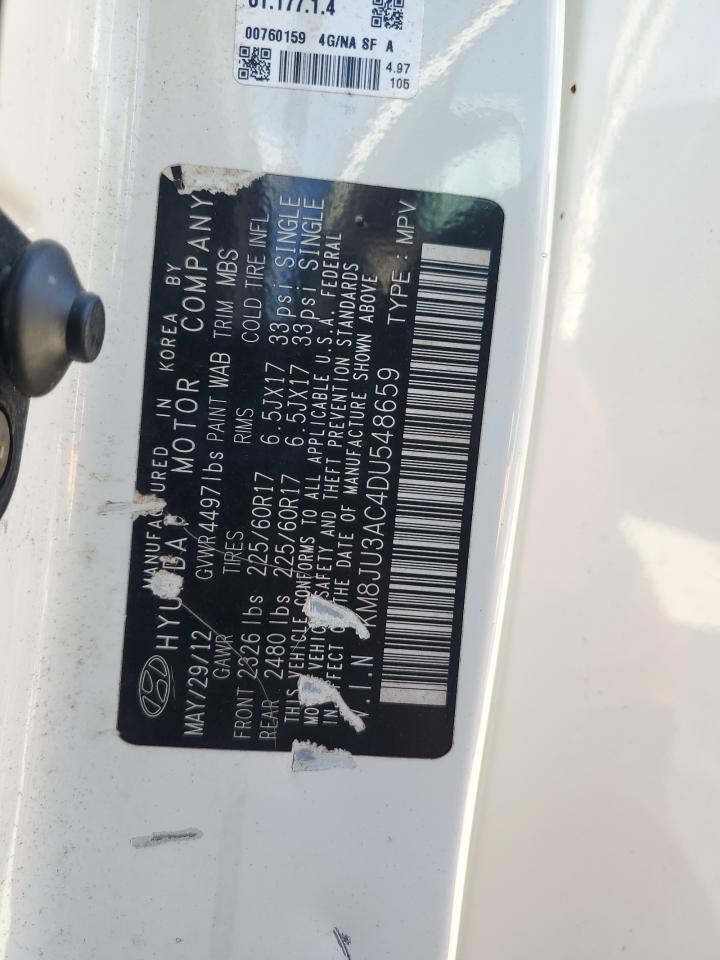 01.177.1.4
00760159 4G/NA SF A
4.97
105
MANUFACTURED IN KOREA BY
HYUNDAI MOTOR COMPANY
MAY/29/12 GVWR 4497lbs PAINT WAB TRIM MBS
GAWR TIRES RIMS COLD TIRE INFL
FRONT 2326 lbs 225/60R17 6.5JX17 33psi; SINGLE
REAR 2480 lbs 225/60R17 6.5JX17 33psi; SINGLE
THIS VEHICLE CONFORMS TO ALL APPLICABLE U.S.A. FEDERAL
MOTOR VEHICLE SAFETY AND THEFT PREVENTION STANDARDS
IN EFFECT ON THE DATE OF MANUFACTURE SHOWN ABOVE
V.I.N KM8JU3AC4DU548659 TYPE : MPV